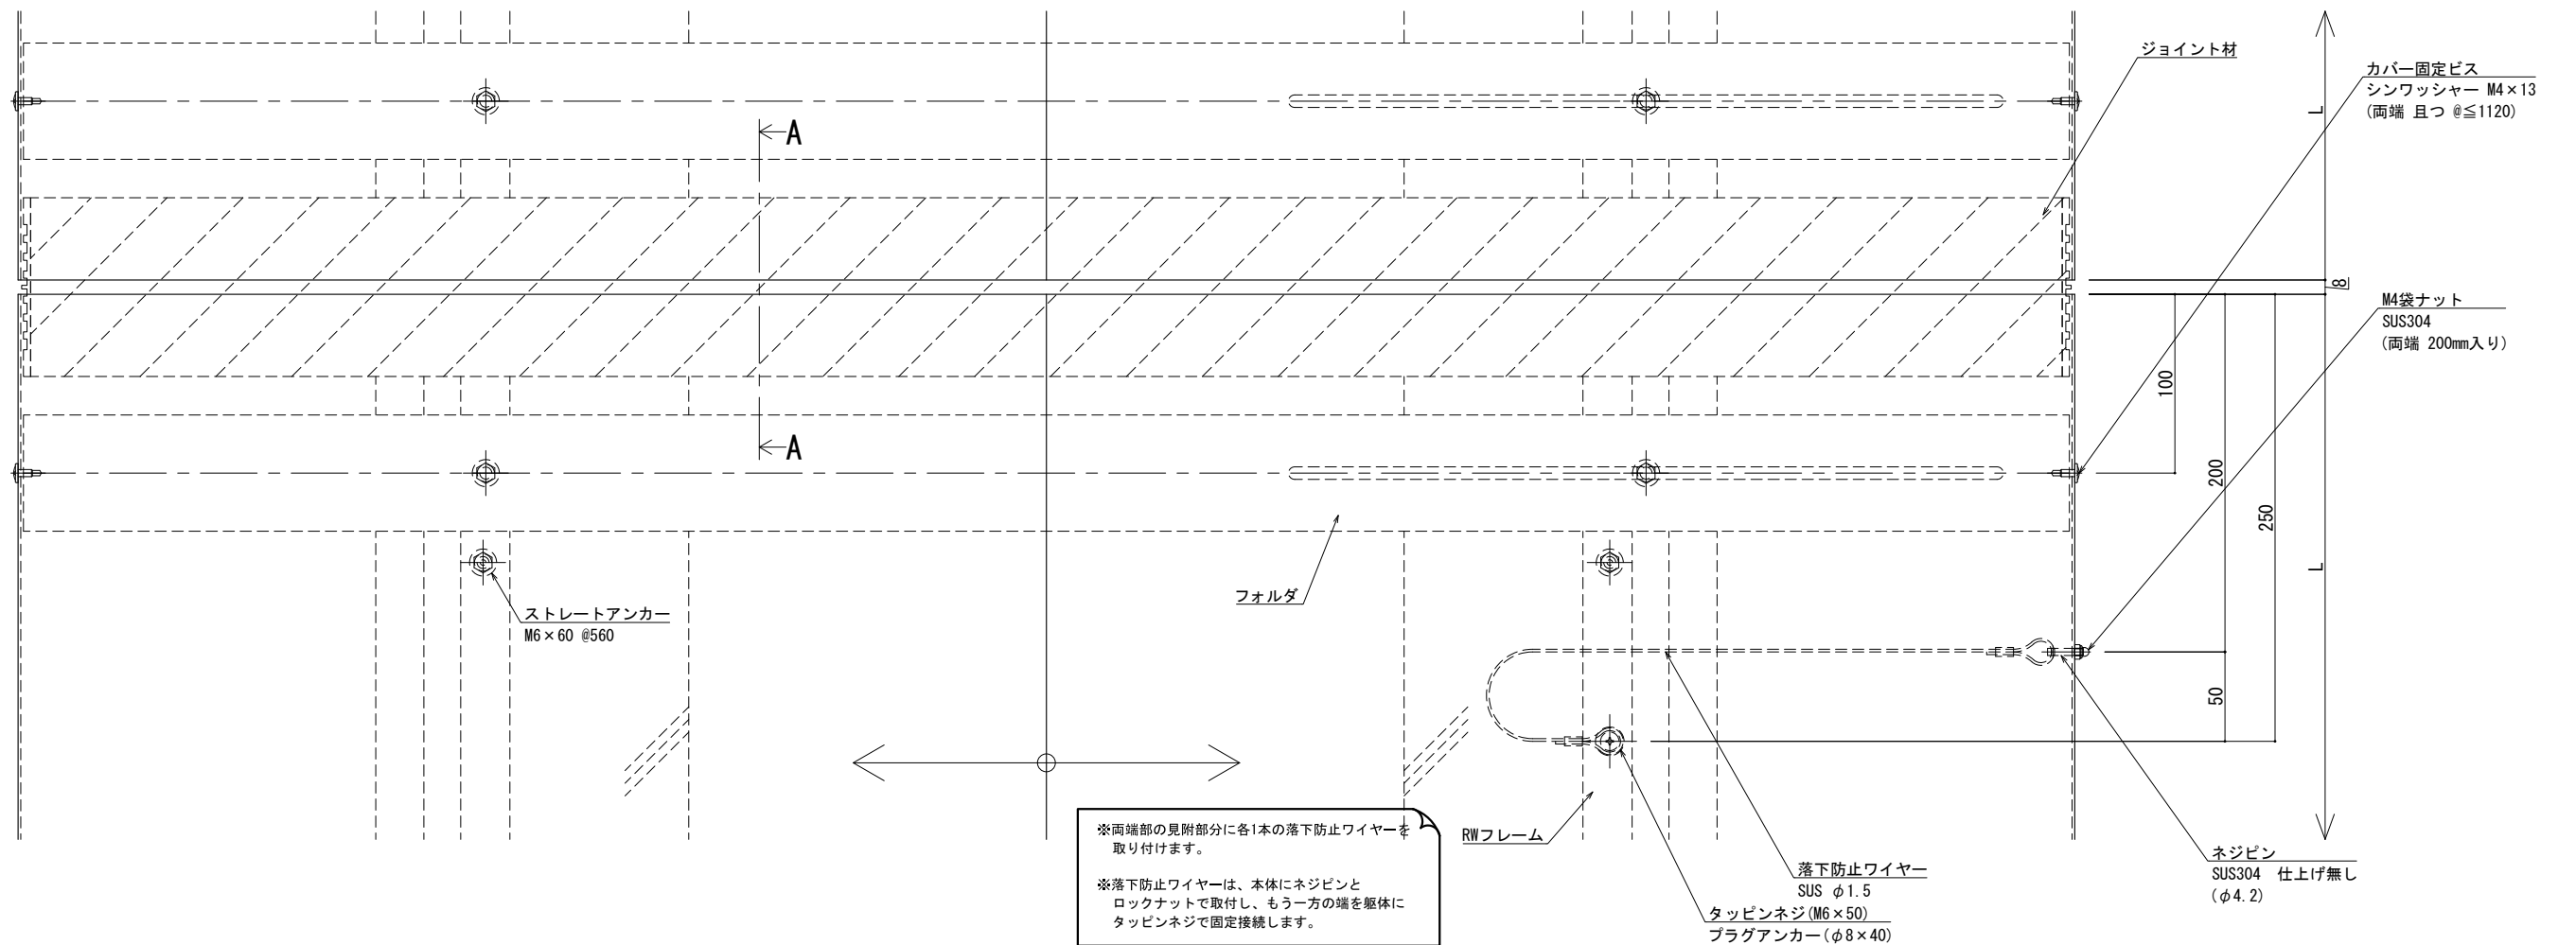 ジョイント材
カバー固定ビス
シンワッシャー M4×13
(両端 且つ @≦1120)
L
A
8
M4袋ナット
SUS304
(両端 200mm入り)
100
A
200
250
ストレートアンカー
M6×60 @560
フォルダ
L
50
※両端部の見附部分に各1本の落下防止ワイヤーを
取り付けます。
※落下防止ワイヤーは、本体にネジピンと
ロックナットで取付し、もう一方の端を躯体に
タッピンネジで固定接続します。
RWフレーム
落下防止ワイヤー
SUS φ1.5
タッピンネジ(M6×50)
プラグアンカー(φ8×40)
ネジピン
SUS304 仕上げ無し
(φ4.2)